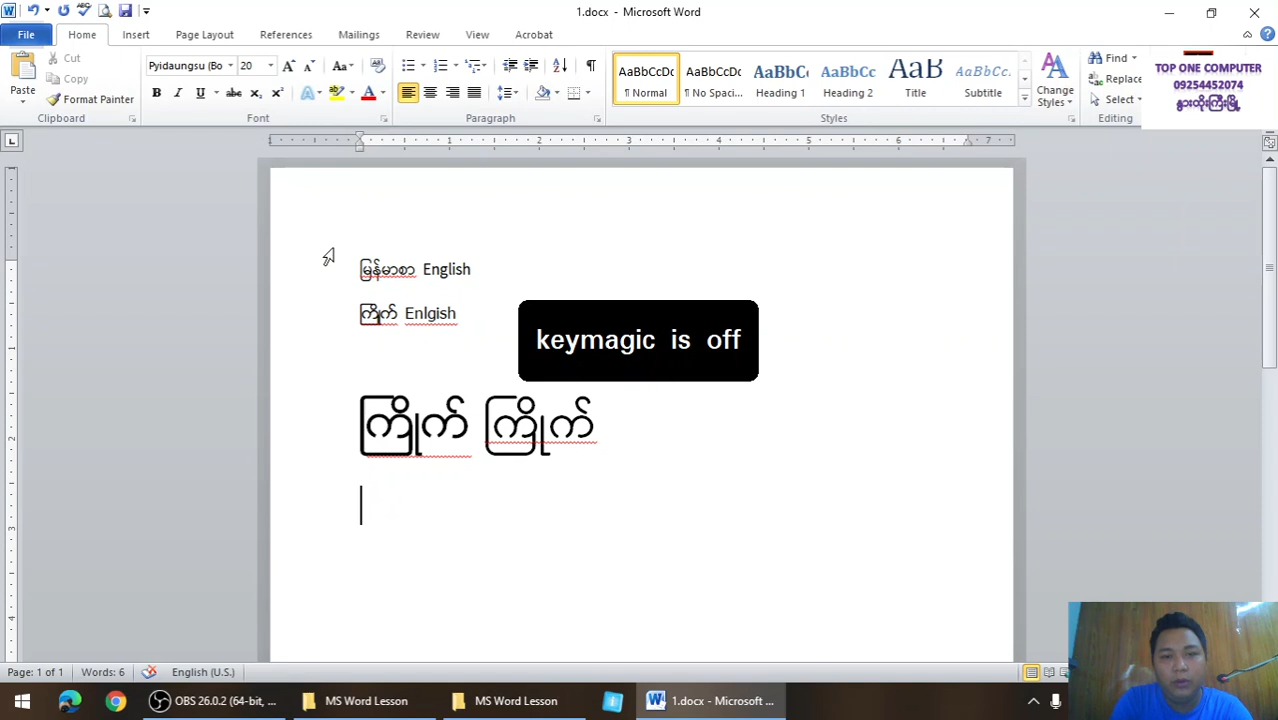 1.docx - Microsoft Word
File Home Insert Page Layout References Mailings Review View Acrobat
Paste
Cut
Copy
Format Painter
Clipboard
Pyidaungsu (Bo 20
Font
Paragraph
AaBbCcDc AaBbCcDc AaBbCc AaBbCc AaB AaBbCc.
¶ Normal ¶ No Spaci... Heading 1 Heading 2 Title Subtitle
Change Styles
Styles
Find
Replace
Select
Editing
TOP ONE COMPUTER
09254452074
နွားထိုးကြီးမြို့
မြန်မာစာ English
ကြိုက် Enlgish
keymagic is off
ကြိုက် ကြိုက်
Page: 1 of 1 Words: 6 English (U.S.)
OBS 26.0.2 (64-bit, ... MS Word Lesson MS Word Lesson 1.docx - Microsoft ...